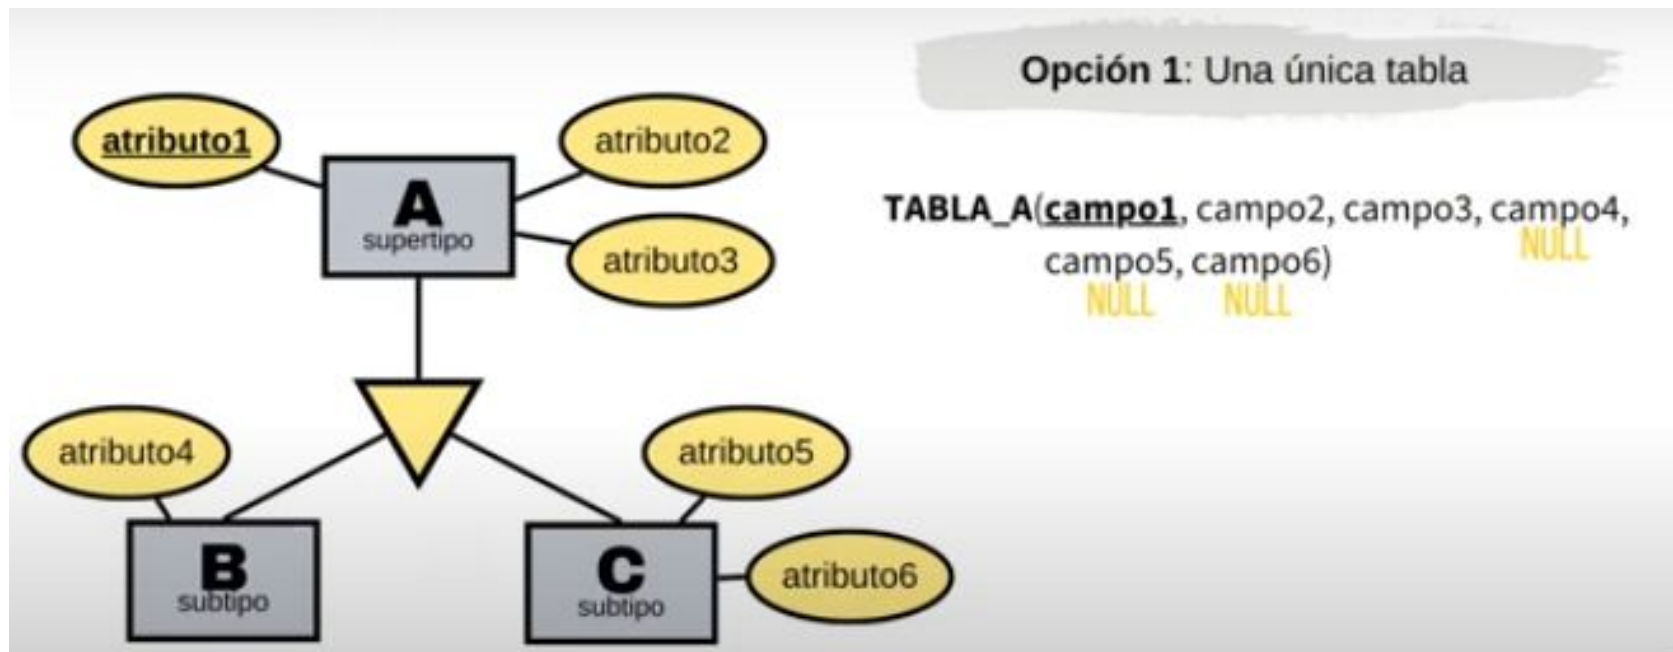 Opción 1: Una única tabla
atributo1
atributo2
A
supertipo
atributo3
TABLA_A(campo1, campo2, campo3, campo4,
NULL
campo5, campo6)
NULL NULL
atributo4
atributo5
B
subtipo
C
subtipo
atributo6